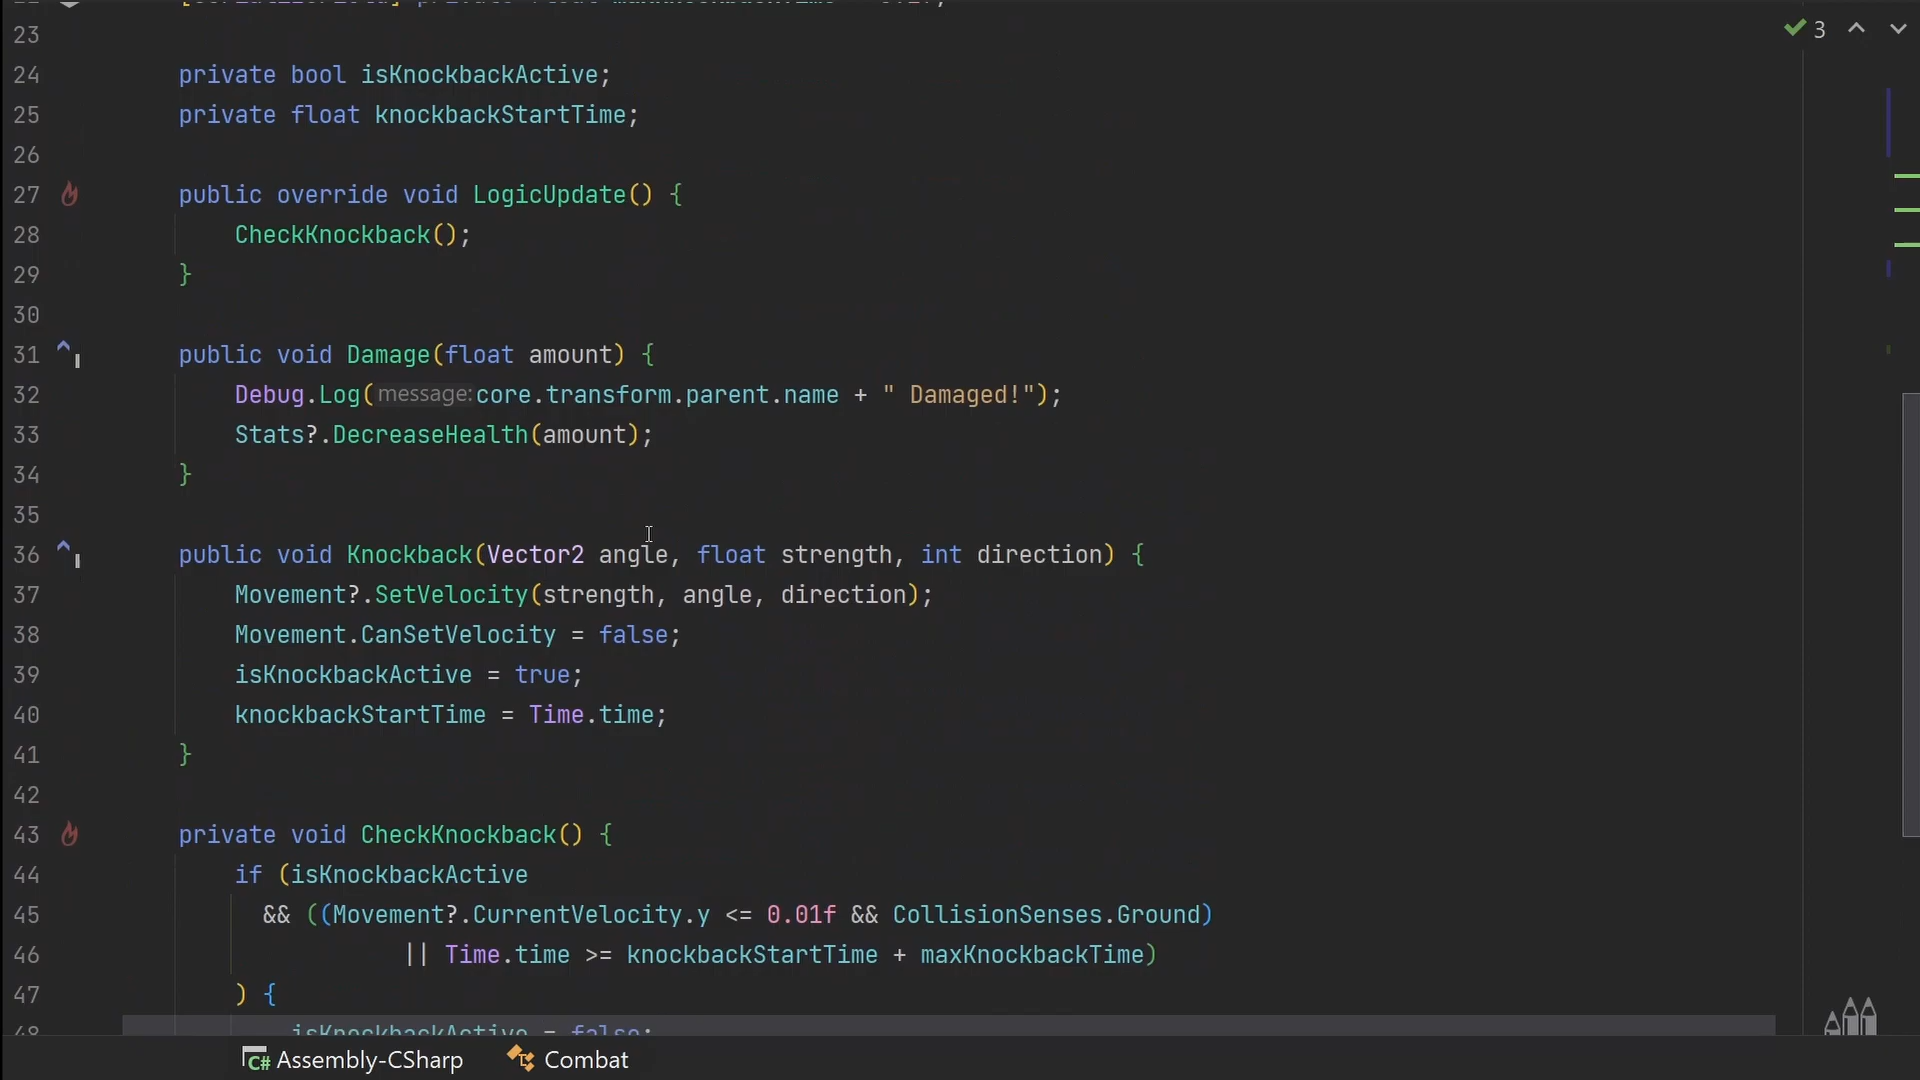 23
3
24 private bool isKnockbackActive;
25 private float knockbackStartTime;
26
27 public override void LogicUpdate() {
28 CheckKnockback();
29 }
30
31 public void Damage(float amount) {
32 Debug.Log(message:core.transform.parent.name + " Damaged!");
33 Stats?.DecreaseHealth(amount);
34 }
35
36 public void Knockback(Vector2 angle, float strength, int direction) {
37 Movement?.SetVelocity(strength, angle, direction);
38 Movement.CanSetVelocity = false;
39 isKnockbackActive = true;
40 knockbackStartTime = Time.time;
41 }
42
43 private void CheckKnockback() {
44 if (isKnockbackActive
45 && ((Movement?.CurrentVelocity.y <= 0.01f && CollisionSenses.Ground)
46 || Time.time >= knockbackStartTime + maxKnockbackTime)
47 ) {
48 isKnockbackActive = false;
C# Assembly-CSharp Combat